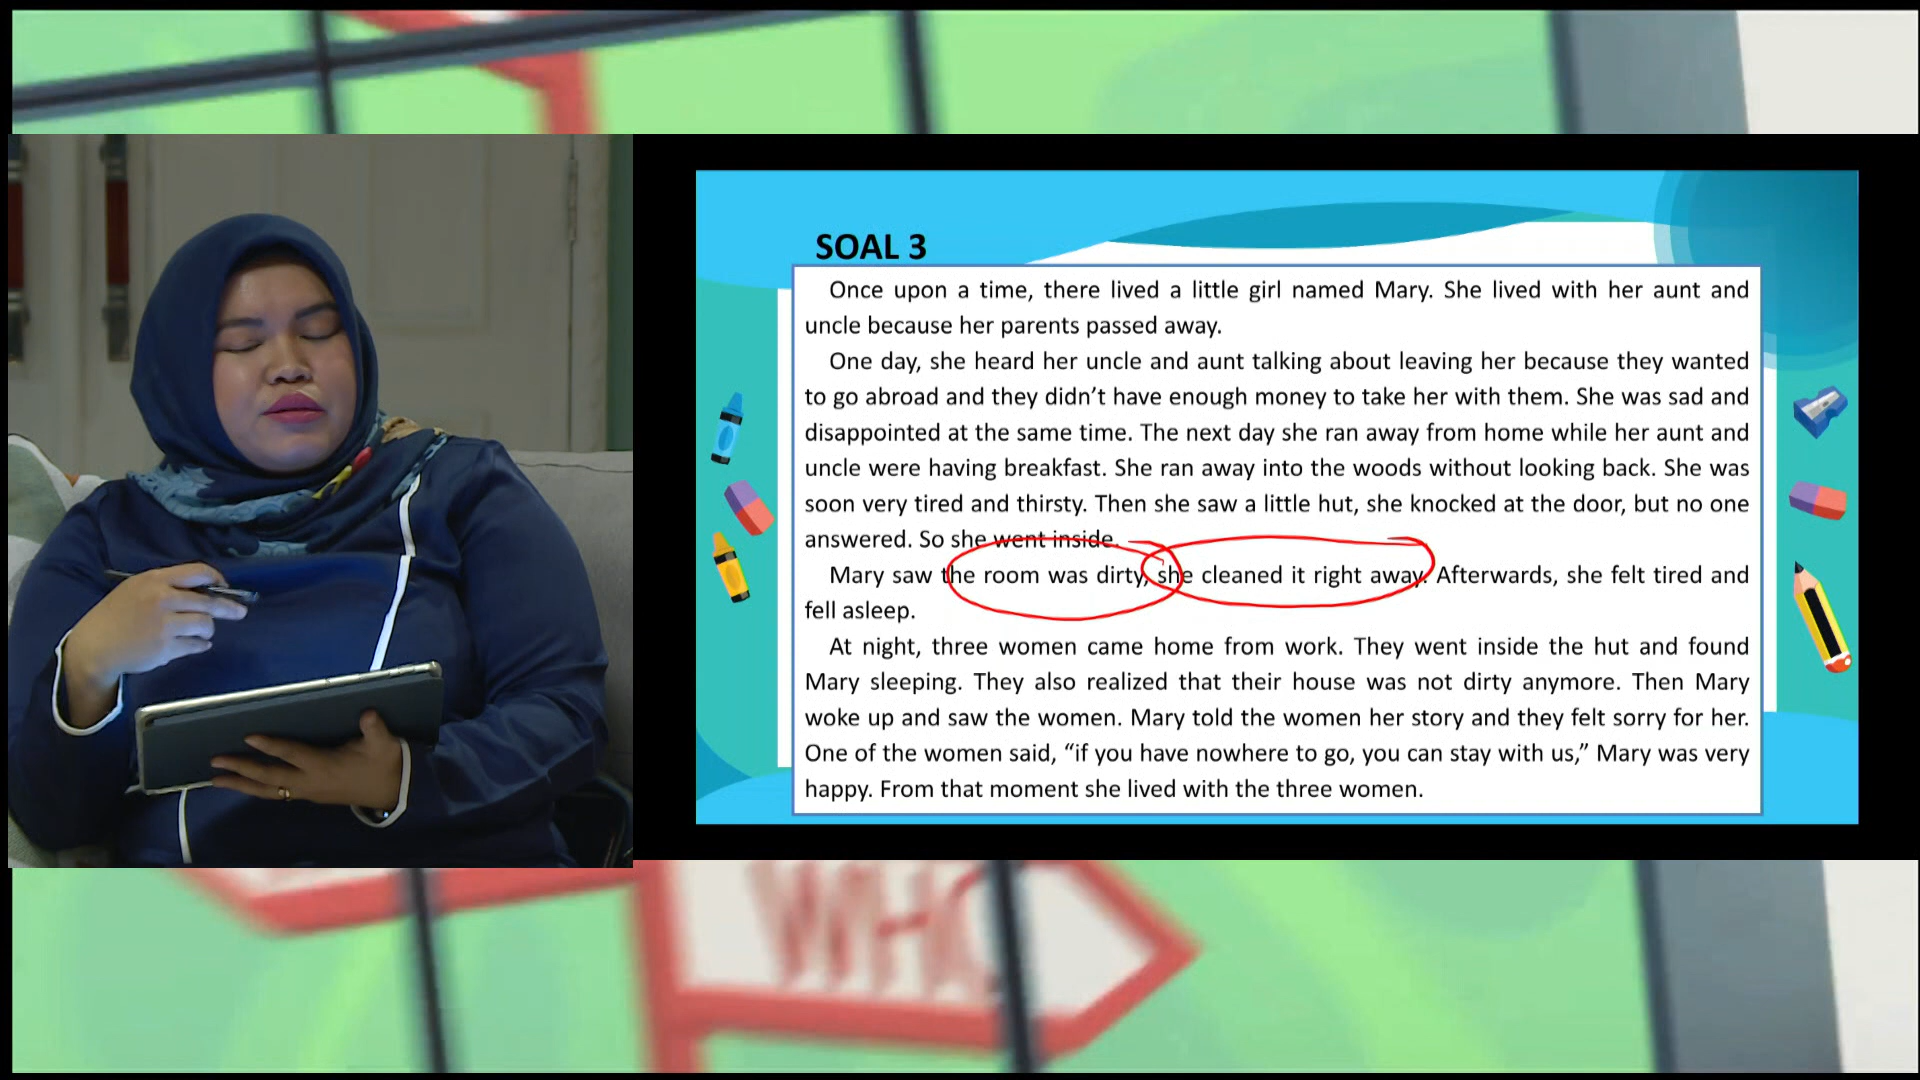 SOAL 3
Once upon a time, there lived a little girl named Mary. She lived with her aunt and
uncle because her parents passed away.
One day, she heard her uncle and aunt talking about leaving her because they wanted
to go abroad and they didn’t have enough money to take her with them. She was sad and
disappointed at the same time. The next day she ran away from home while her aunt and
uncle were having breakfast. She ran away into the woods without looking back. She was
soon very tired and thirsty. Then she saw a little hut, she knocked at the door, but no one
answered. So she went inside.
Mary saw the room was dirty, she cleaned it right away. Afterwards, she felt tired and
fell asleep.
At night, three women came home from work. They went inside the hut and found
Mary sleeping. They also realized that their house was not dirty anymore. Then Mary
woke up and saw the women. Mary told the women her story and they felt sorry for her.
One of the women said, “if you have nowhere to go, you can stay with us,” Mary was very
happy. From that moment she lived with the three women.
WHO